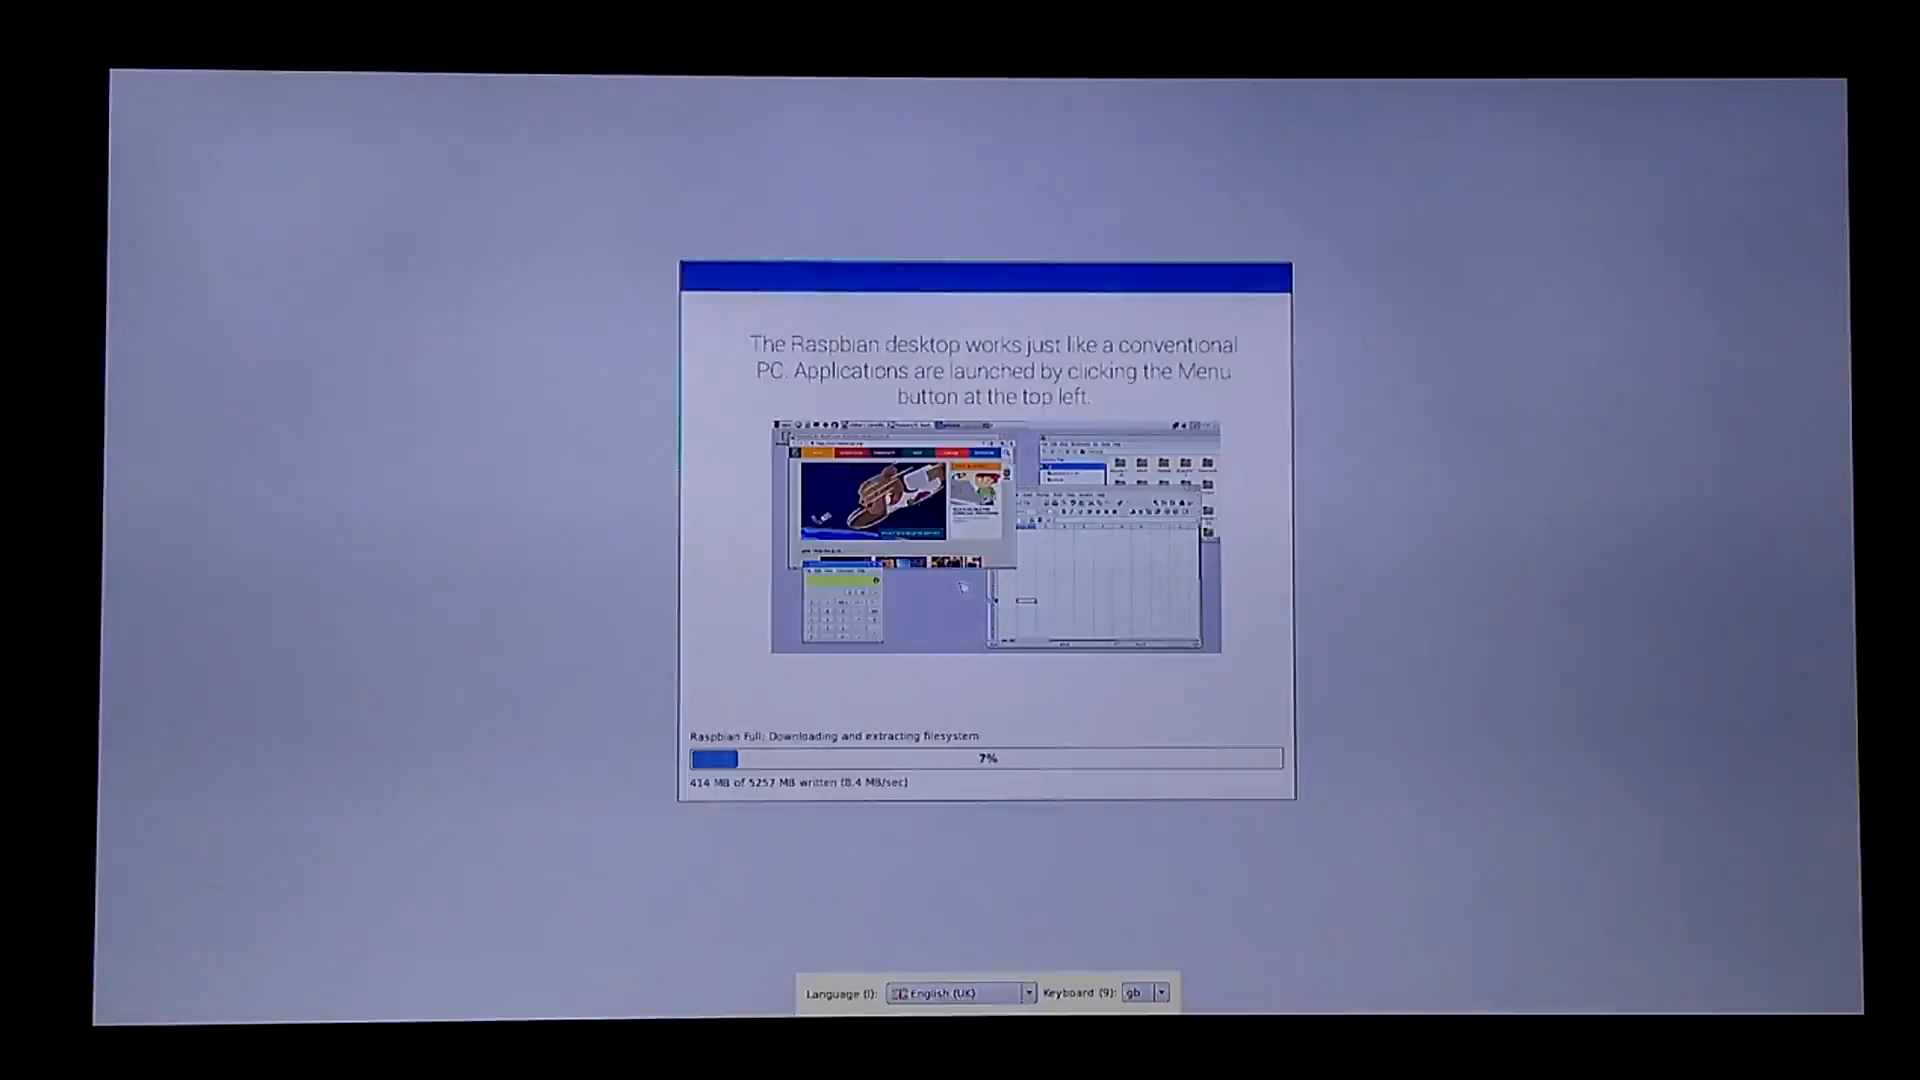 The Raspbian desktop works just like a conventional
PC. Applications are launched by clicking the Menu
button at the top left.
Raspbian Full: Downloading and extracting filesystem
7%
414 MB of 5257 MB written (8.4 MB/sec)
Language (l): English (UK) Keyboard (9): gb